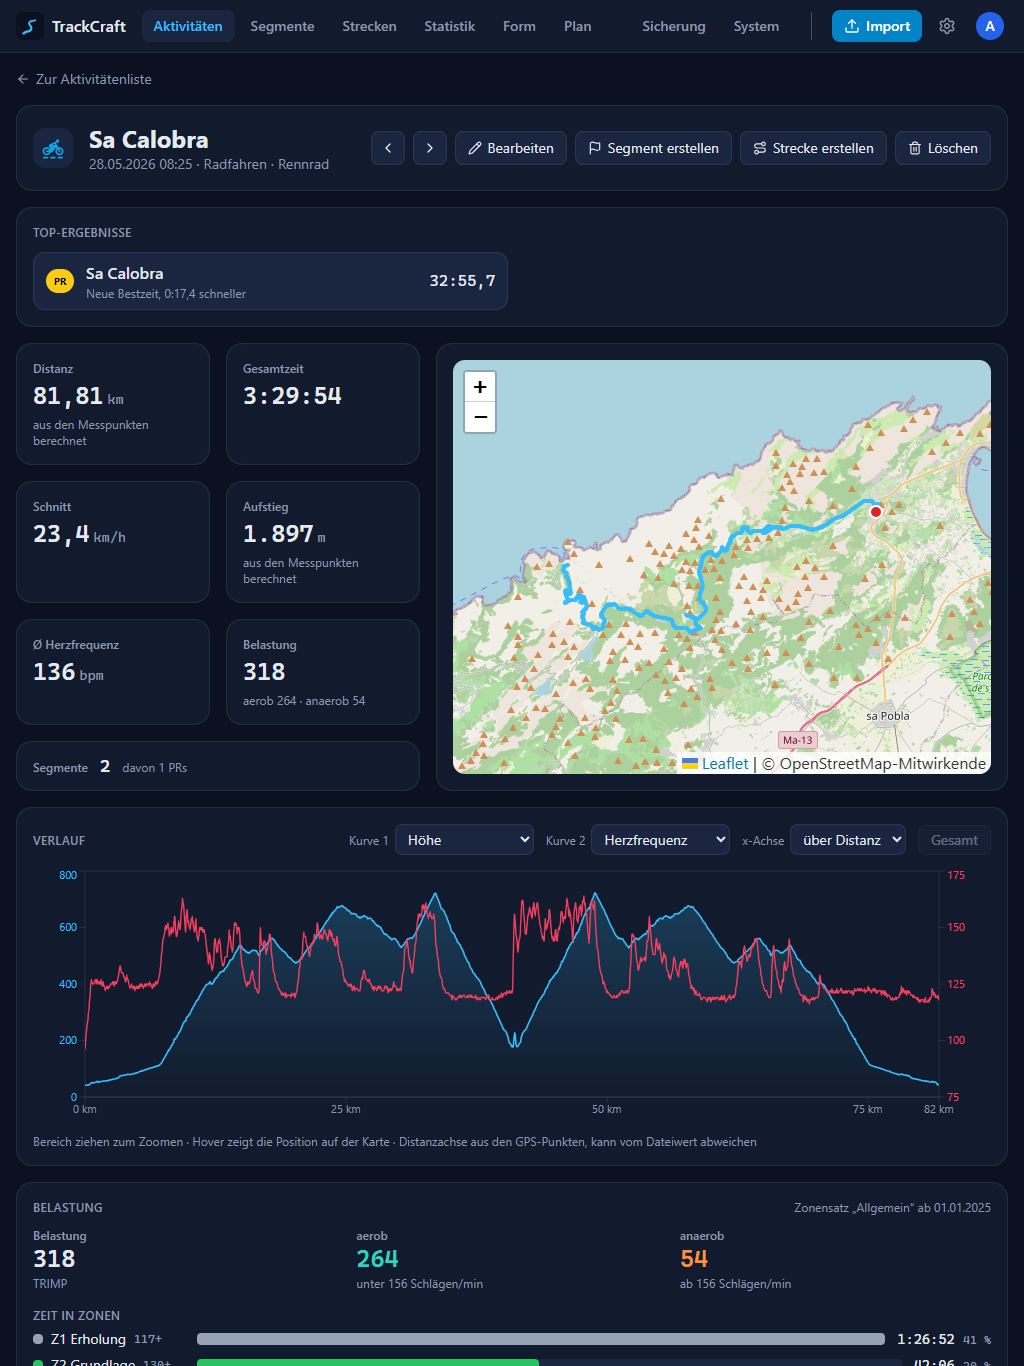 TrackCraft Aktivitäten Segmente Strecken Statistik Form Plan Sicherung System Import A
Zur Aktivitätenliste
Sa Calobra
28.05.2026 08:25 · Radfahren · Rennrad
Bearbeiten Segment erstellen Strecke erstellen Löschen
TOP-ERGEBNISSE
PR
Sa Calobra
Neue Bestzeit, 0:17,4 schneller
32:55,7
Distanz
81,81 km
aus den Messpunkten
berechnet
Gesamtzeit
3:29:54
Schnitt
23,4 km/h
Aufstieg
1.897 m
aus den Messpunkten
berechnet
Ø Herzfrequenz
136 bpm
Belastung
318
aerob 264 · anaerob 54
Segmente 2 davon 1 PRs
+
−
Parc
de s
sa Pobla
Ma-13
Leaflet | © OpenStreetMap-Mitwirkende
VERLAUF
Kurve 1 Höhe Kurve 2 Herzfrequenz x-Achse über Distanz Gesamt
800 175
600 150
400 125
200 100
0 75
0 km 25 km 50 km 75 km 82 km
Bereich ziehen zum Zoomen · Hover zeigt die Position auf der Karte · Distanzachse aus den GPS-Punkten, kann vom Dateiwert abweichen
BELASTUNG
Zonensatz „Allgemein“ ab 01.01.2025
Belastung
318
TRIMP
aerob
264
unter 156 Schlägen/min
anaerob
54
ab 156 Schlägen/min
ZEIT IN ZONEN
Z1 Erholung 117+ 1:26:52 41 %
Z2 Grundlage 130+ 42:06 20 %